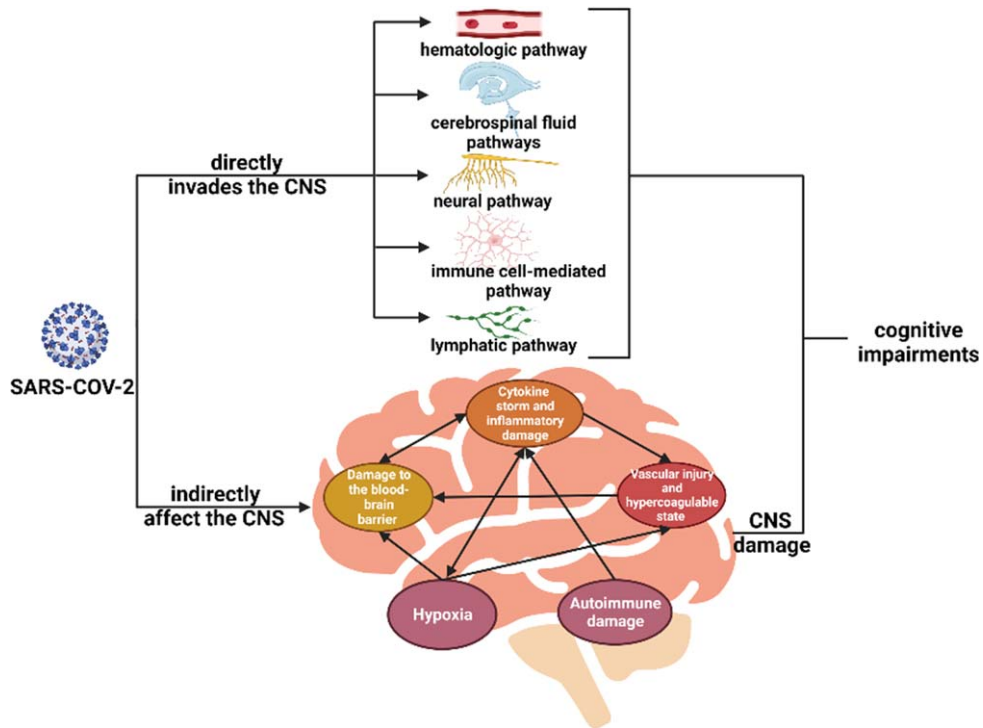 hematologic pathway
cerebrospinal fluid
pathways
directly
invades the CNS
neural pathway
immune cell-mediated
pathway
lymphatic pathway
SARS-COV-2
cognitive
impairments
Cytokine
storm and
inflammatory
damage
Damage to
the blood-
brain
barrier
Vascular injury
and
hypercoagulable
state
indirectly
affect the CNS
CNS
damage
Hypoxia
Autoimmune
damage